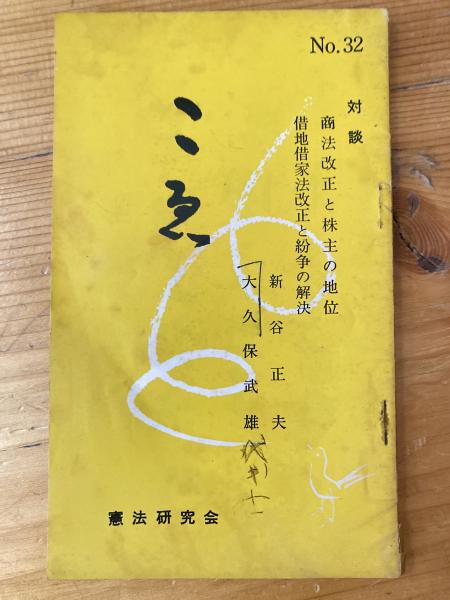 No.32
対談
商法改正と株主の地位
借地借家法改正と紛争の解決
新谷正夫
大久保武雄
こゑ
憲法研究会